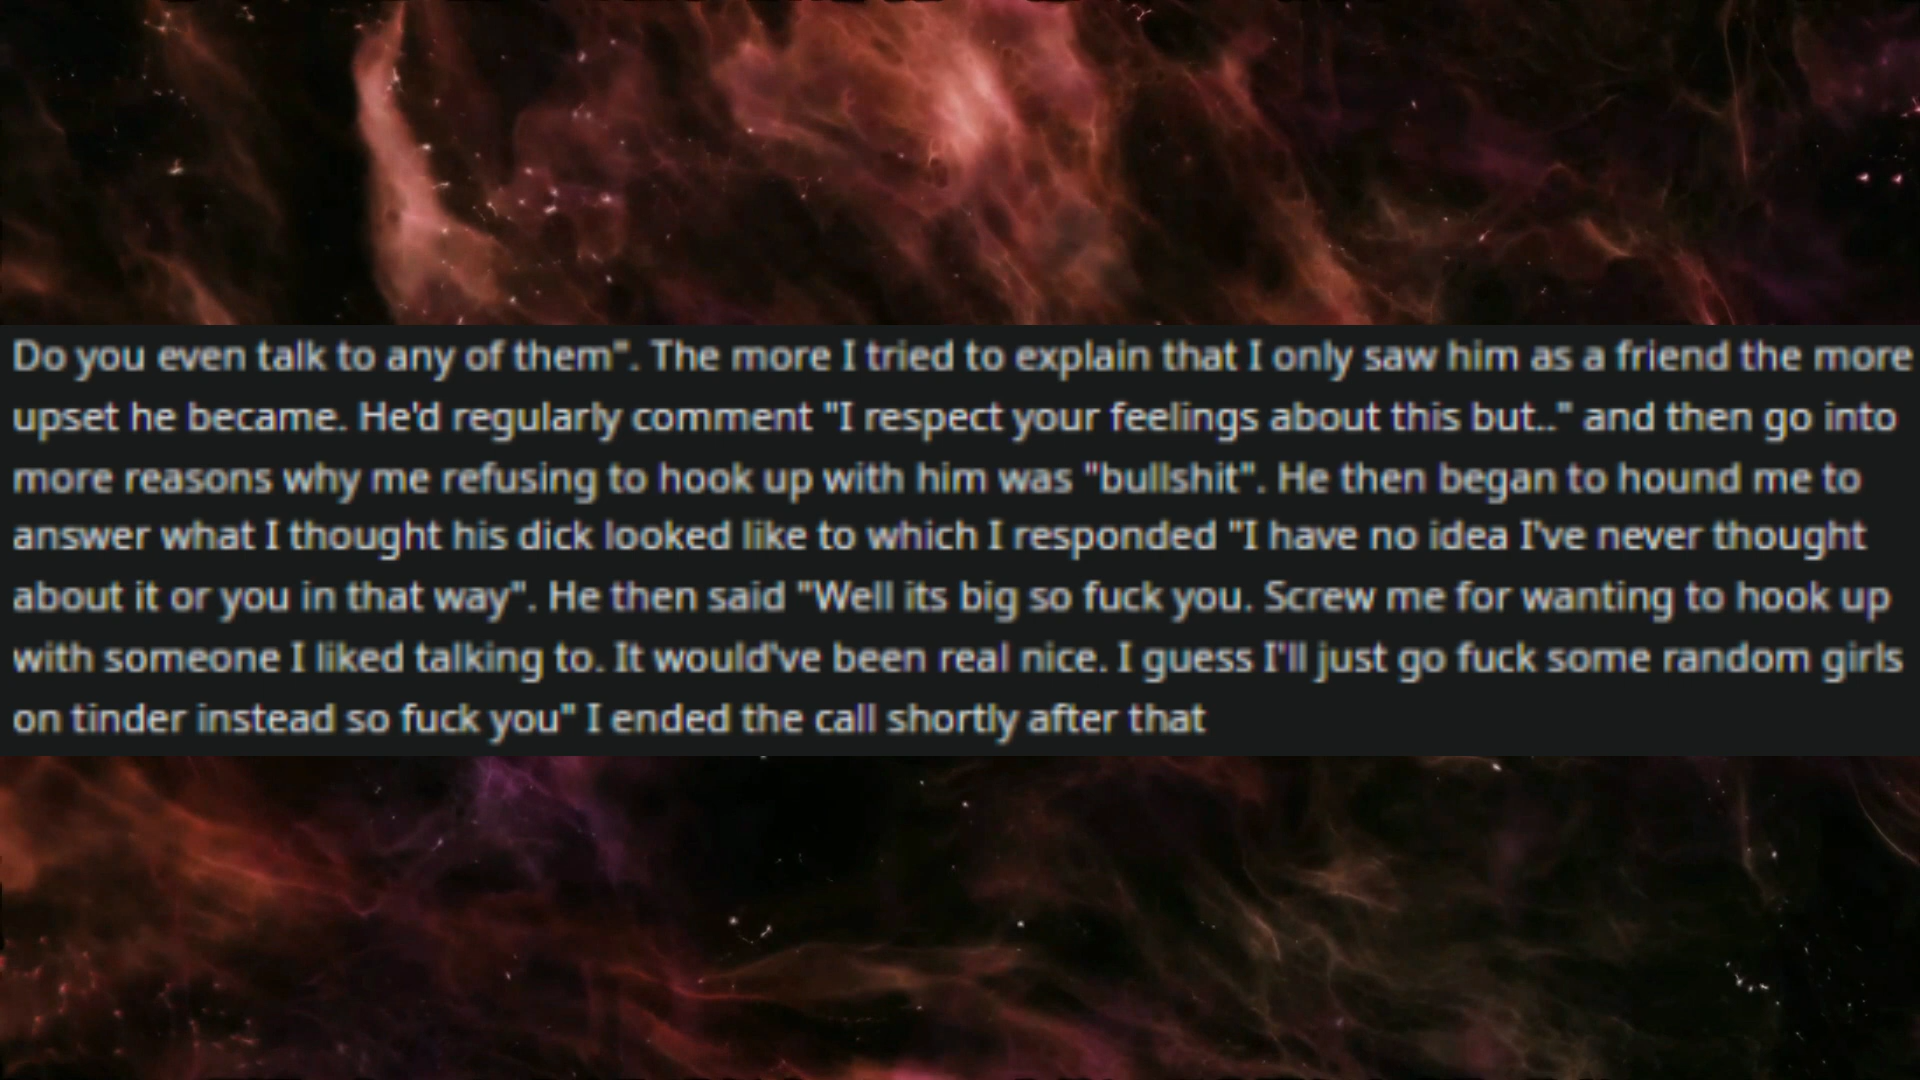 Do you even talk to any of them". The more I tried to explain that I only saw him as a friend the more
upset he became. He'd regularly comment "I respect your feelings about this but.." and then go into
more reasons why me refusing to hook up with him was "bullshit". He then began to hound me to
answer what I thought his dick looked like to which I responded "I have no idea I've never thought
about it or you in that way". He then said "Well its big so fuck you. Screw me for wanting to hook up
with someone I liked talking to. It would've been real nice. I guess I'll just go fuck some random girls
on tinder instead so fuck you" I ended the call shortly after that